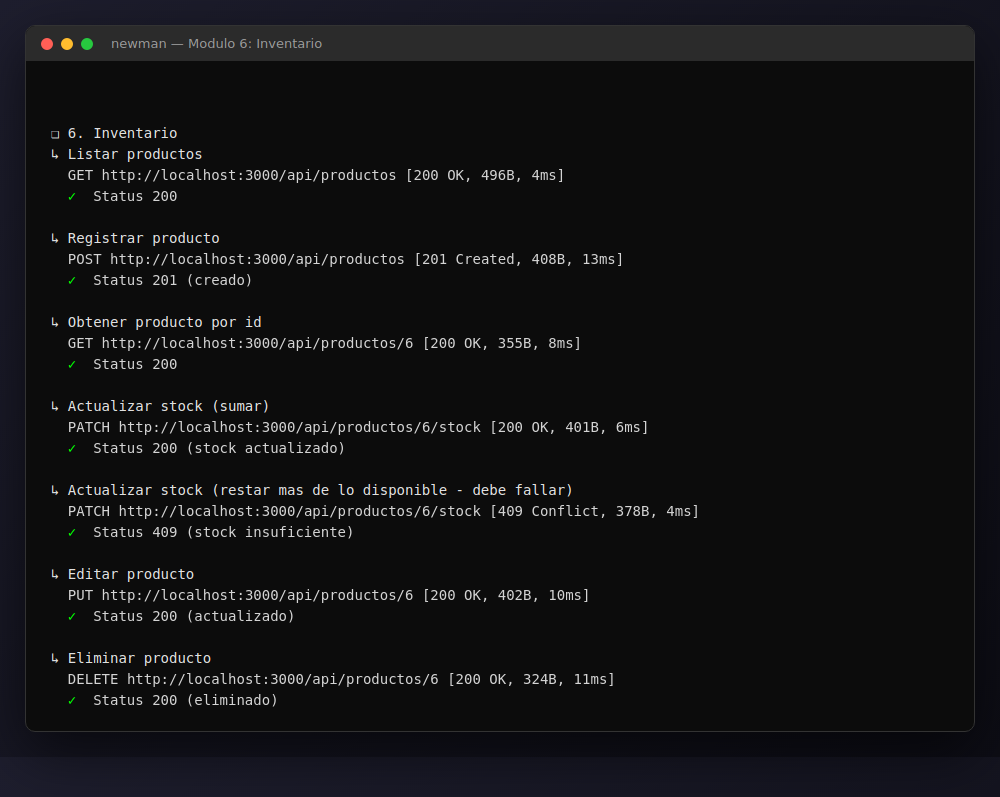 newman — Modulo 6: Inventario
❏ 6. Inventario
↳ Listar productos
GET http://localhost:3000/api/productos [200 OK, 496B, 4ms]
✓ Status 200
↳ Registrar producto
POST http://localhost:3000/api/productos [201 Created, 408B, 13ms]
✓ Status 201 (creado)
↳ Obtener producto por id
GET http://localhost:3000/api/productos/6 [200 OK, 355B, 8ms]
✓ Status 200
↳ Actualizar stock (sumar)
PATCH http://localhost:3000/api/productos/6/stock [200 OK, 401B, 6ms]
✓ Status 200 (stock actualizado)
↳ Actualizar stock (restar mas de lo disponible - debe fallar)
PATCH http://localhost:3000/api/productos/6/stock [409 Conflict, 378B, 4ms]
✓ Status 409 (stock insuficiente)
↳ Editar producto
PUT http://localhost:3000/api/productos/6 [200 OK, 402B, 10ms]
✓ Status 200 (actualizado)
↳ Eliminar producto
DELETE http://localhost:3000/api/productos/6 [200 OK, 324B, 11ms]
✓ Status 200 (eliminado)